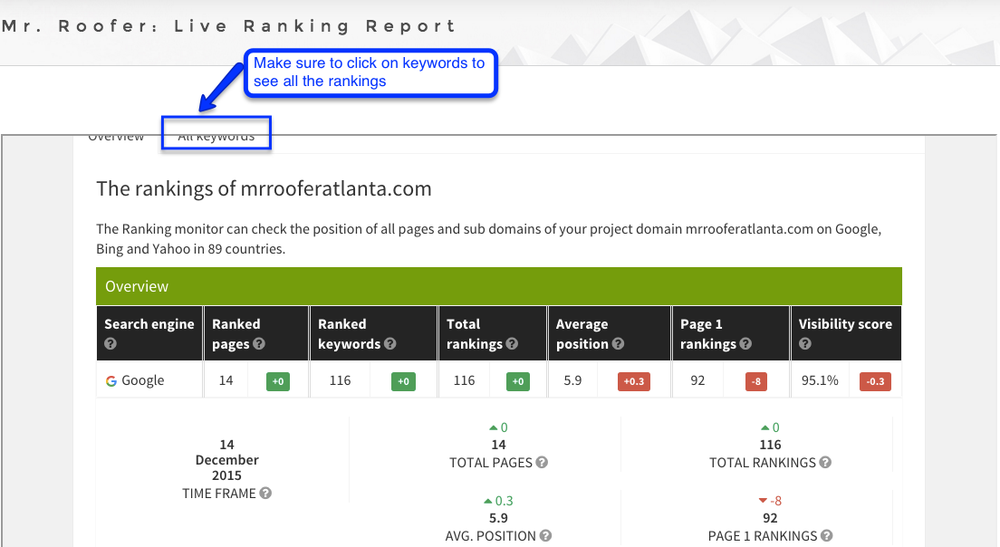 Mr. Roofer: Live Ranking Report
Make sure to click on keywords to
see all the rankings
Overview
All keywords
The rankings of mrrooferatlanta.com
The Ranking monitor can check the position of all pages and sub domains of your project domain mrrooferatlanta.com on Google,
Bing and Yahoo in 89 countries.
Overview
Search engine ?
Ranked pages ?
Ranked keywords ?
Total rankings ?
Average position ?
Page 1 rankings ?
Visibility score ?
Google 14 +0 116 +0 116 +0 5.9 +0.3 92 -8 95.1% -0.3
14
December
2015
TIME FRAME ?
0
14
TOTAL PAGES ?
0
116
TOTAL RANKINGS ?
0.3
5.9
AVG. POSITION ?
-8
92
PAGE 1 RANKINGS ?